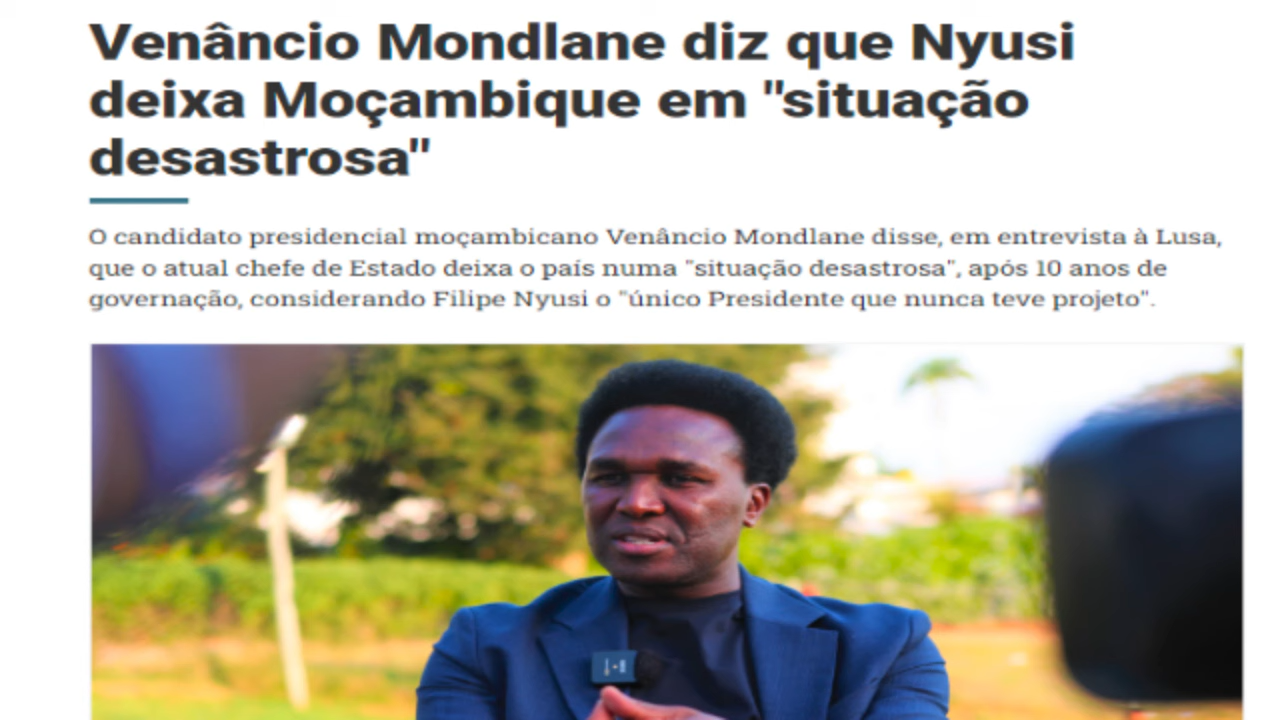 Venâncio Mondlane diz que Nyusi
deixa Moçambique em "situação
desastrosa"
O candidato presidencial moçambicano Venâncio Mondlane disse, em entrevista à Lusa,
que o atual chefe de Estado deixa o país numa "situação desastrosa", após 10 anos de
governação, considerando Filipe Nyusi o "único Presidente que nunca teve projeto".